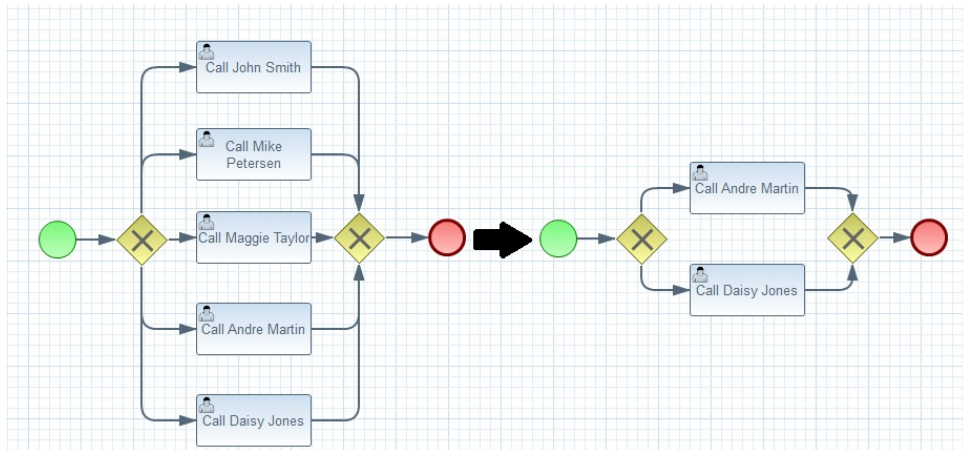 Call John Smith
Call Mike
Petersen
Call Maggie Taylor
Call Andre Martin
Call Daisy Jones
Call Andre Martin
Call Daisy Jones